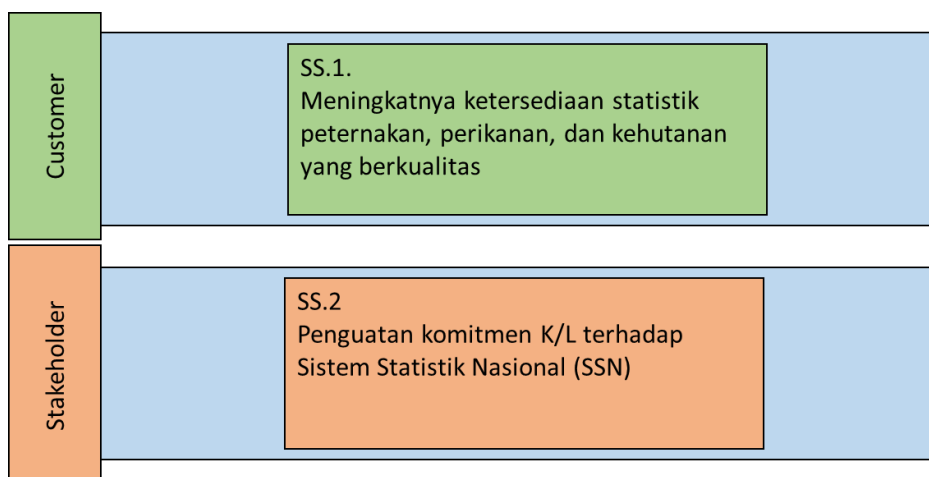 Customer
SS.1.
Meningkatnya ketersediaan statistik
peternakan, perikanan, dan kehutanan
yang berkualitas
Stakeholder
SS.2
Penguatan komitmen K/L terhadap
Sistem Statistik Nasional (SSN)